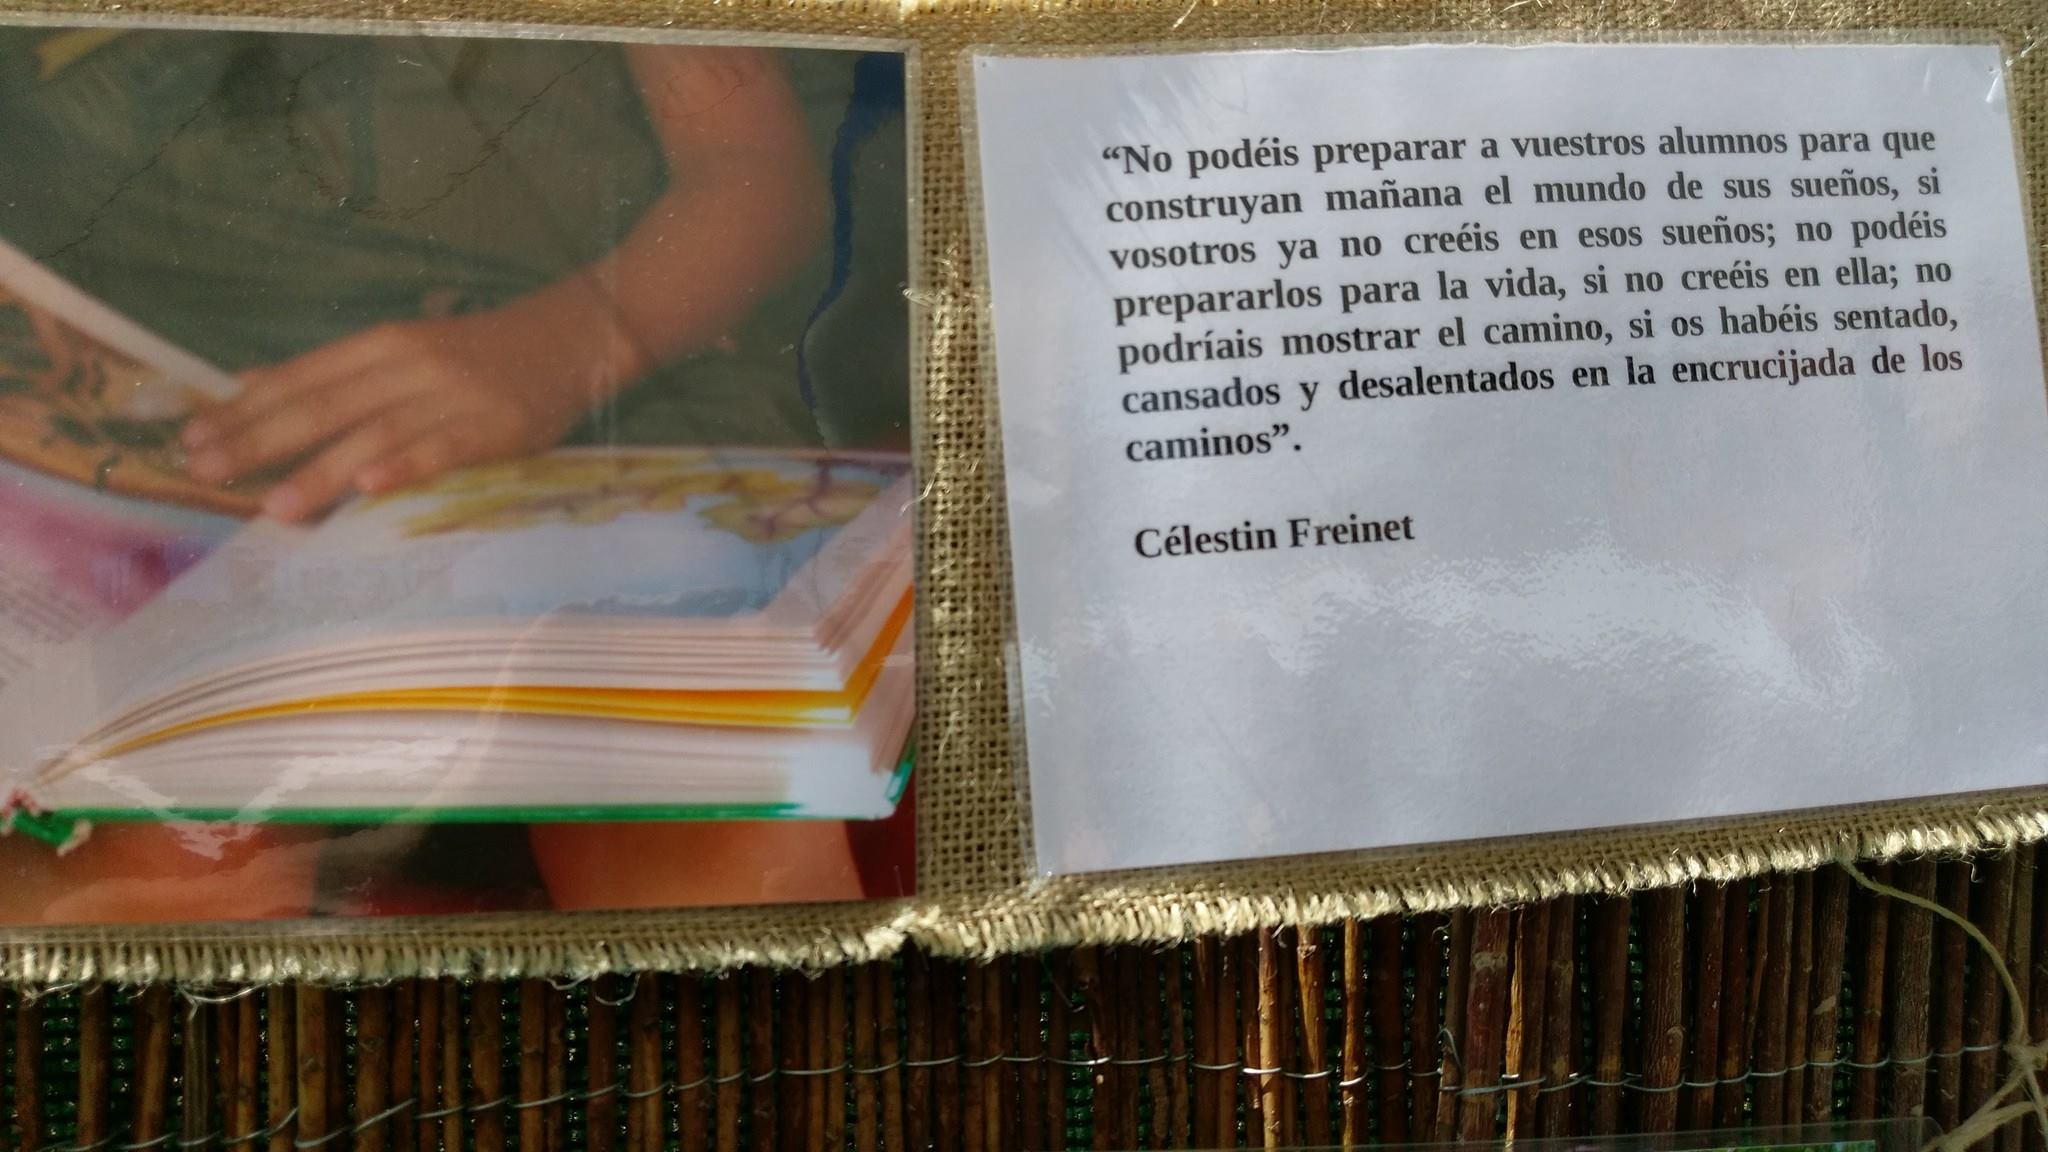 “No podéis preparar a vuestros alumnos para que
construyan mañana el mundo de sus sueños, si
vosotros ya no creéis en esos sueños; no podéis
prepararlos para la vida, si no creéis en ella; no
podríais mostrar el camino, si os habéis sentado,
cansados y desalentados en la encrucijada de los
caminos”.
Célestin Freinet